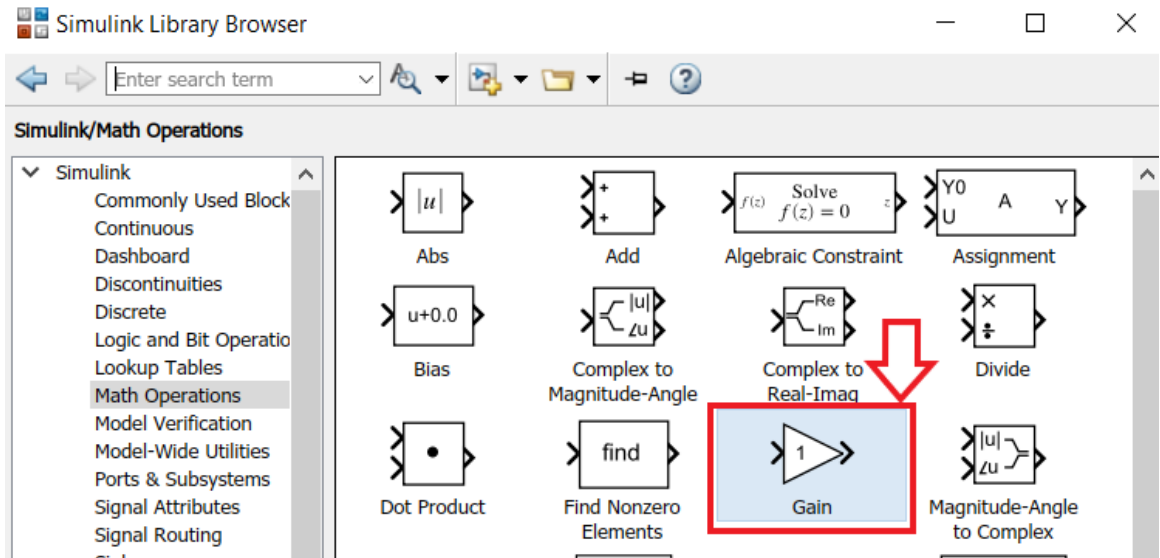 Simulink Library Browser
Enter search term
Simulink/Math Operations
Simulink
Commonly Used Block
Continuous
Dashboard
Discontinuities
Discrete
Logic and Bit Operatio
Lookup Tables
Math Operations
Model Verification
Model-Wide Utilities
Ports & Subsystems
Signal Attributes
Signal Routing
|u|
Abs
+
+
Add
f(z) Solve z
f(z) = 0
Algebraic Constraint
Y0 A Y
U
Assignment
u+0.0
Bias
|u|
∠u
Complex to
Magnitude-Angle
Re
Im
Complex to
Real-Imag
×
÷
Divide
Dot Product
find
Find Nonzero
Elements
1
Gain
|u|
∠u
Magnitude-Angle
to Complex